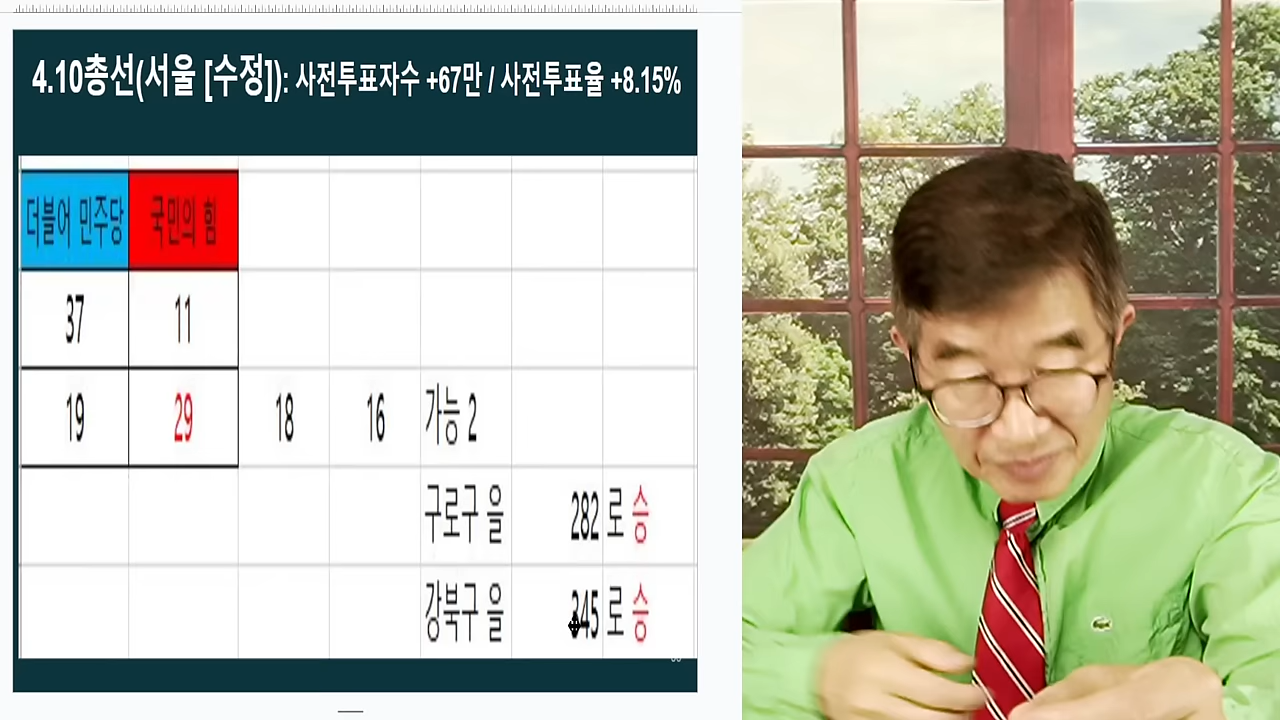 4.10총선(서울 [수정]): 사전투표자수 +67만 / 사전투표율 +8.15%
더블어 민주당 국민의 힘
37 11
19 29 18 16 가능 2
구로구 을 282 로 승
강북구 을 345 로 승